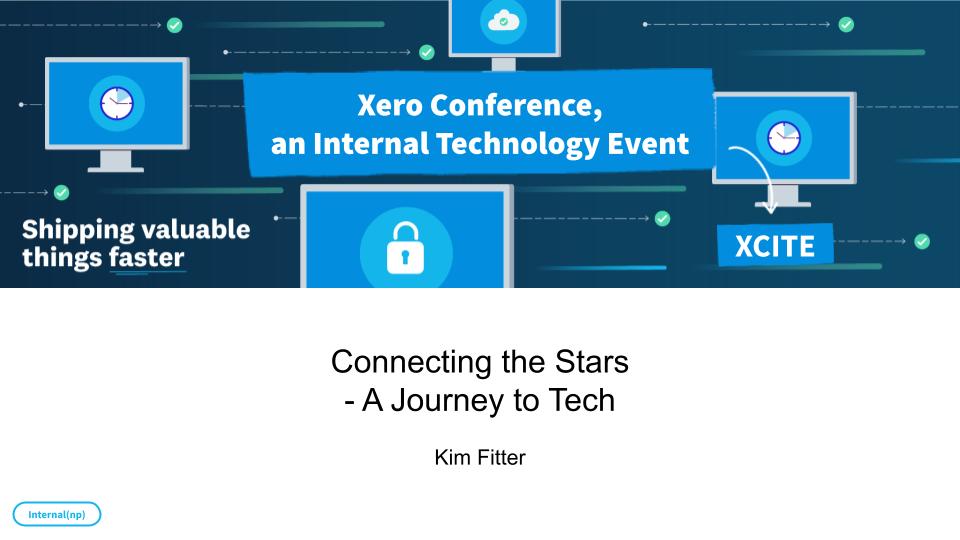 Xero Conference,
an Internal Technology Event
Shipping valuable
things faster
XCITE
Connecting the Stars
- A Journey to Tech
Kim Fitter
Internal(np)